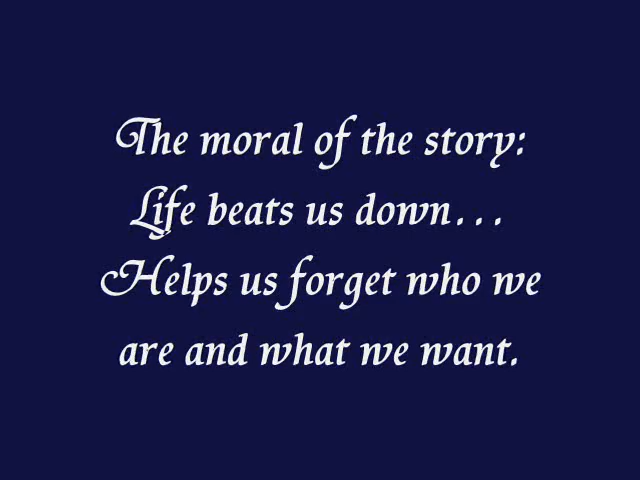 The moral of the story:
Life beats us down...
Helps us forget who we
are and what we want.